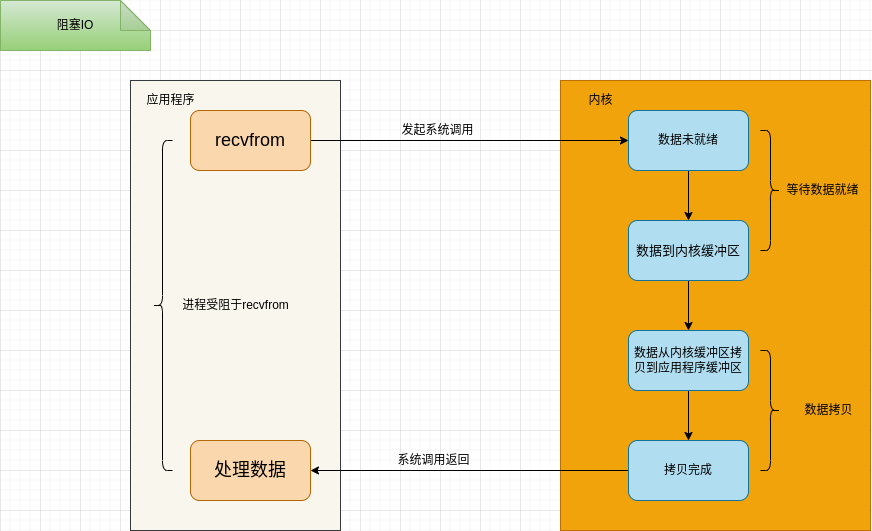 阻塞IO
应用程序
内核
recvfrom
发起系统调用
数据未就绪
等待数据就绪
数据到内核缓冲区
进程受阻于recvfrom
数据从内核缓冲区拷
贝到应用程序缓冲区
数据拷贝
处理数据
系统调用返回
拷贝完成